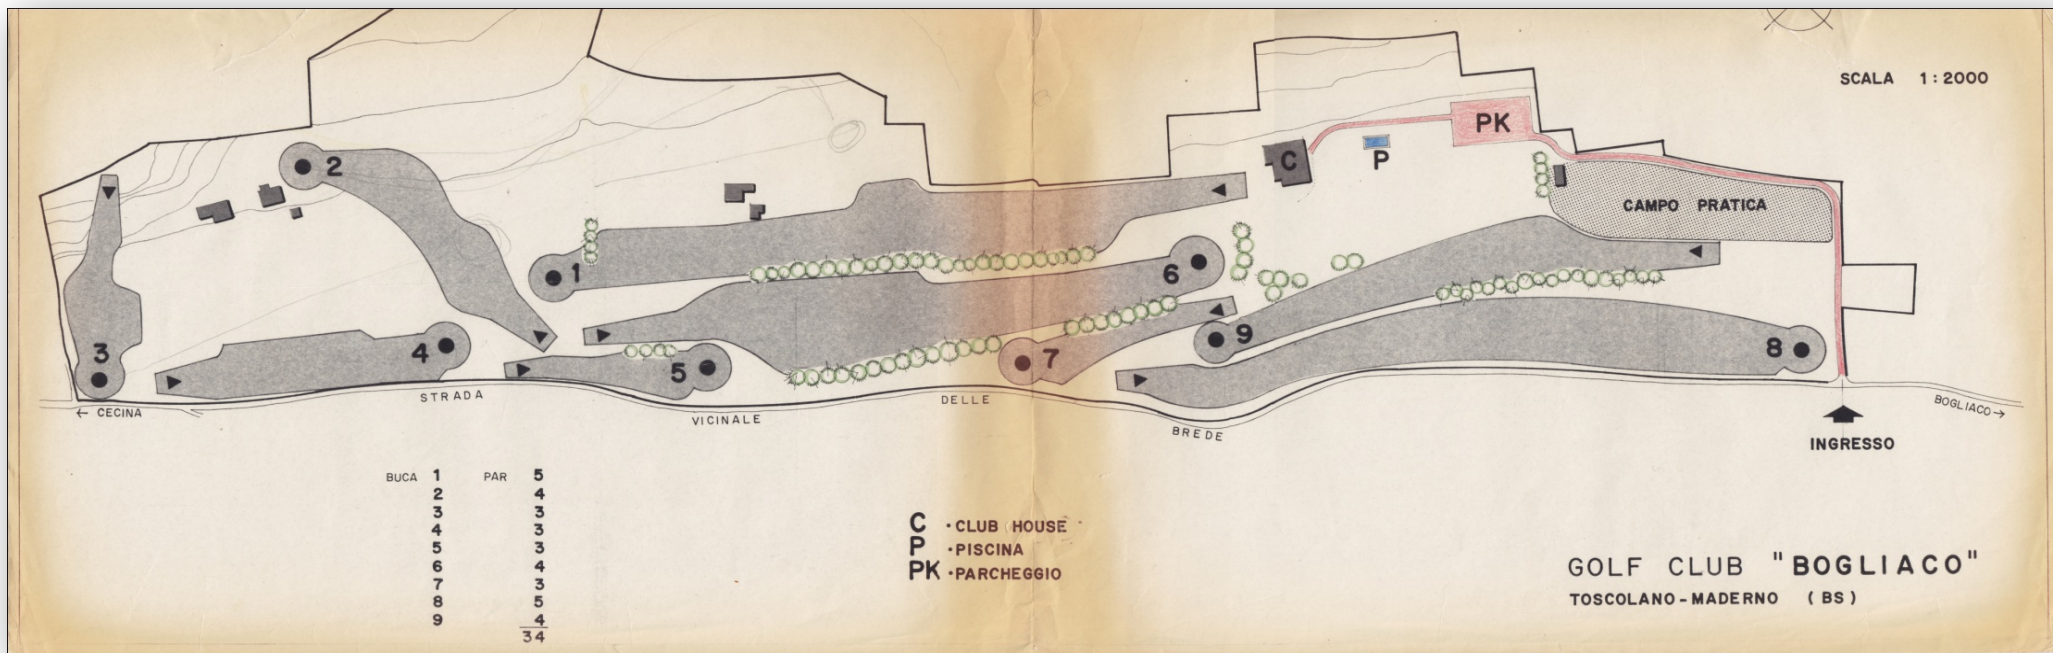 SCALA 1:2000
PK
C
P
2
CAMPO PRATICA
1
6
9
3
4
5
7
8
← CECINA
STRADA
VICINALE
DELLE
BREDE
BOGLIACO→
INGRESSO
BUCA 1 PAR 5
2 4
3 3
4 3
5 3
6 4
7 3
8 5
9 4
34
C • CLUB HOUSE
P • PISCINA
PK • PARCHEGGIO
GOLF CLUB "BOGLIACO"
TOSCOLANO-MADERNO (BS)